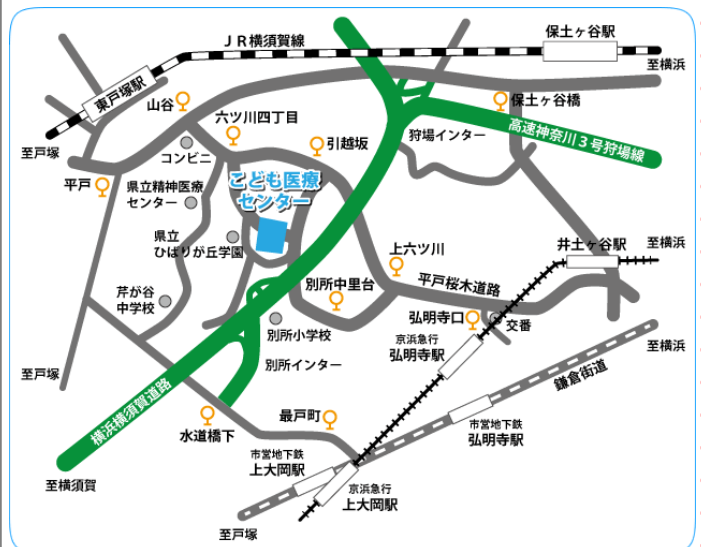 JR横須賀線
保土ヶ谷駅
至横浜
東戸塚駅
山谷
六ツ川四丁目
保土ヶ谷橋
引越坂
狩場インター
高速神奈川3号狩場線
至戸塚
コンビニ
平戸
こども医療
センター
県立精神医療
センター
県立
ひばりが丘学園
上六ツ川
井土ヶ谷駅
至横浜
平戸桜木道路
別所中里台
芹が谷
中学校
弘明寺口
交番
別所小学校
京浜急行
弘明寺駅
至横浜
別所インター
至戸塚
鎌倉街道
横浜横須賀道路
水道橋下
最戸町
市営地下鉄
弘明寺駅
市営地下鉄
上大岡駅
至横須賀
京浜急行
上大岡駅
至戸塚